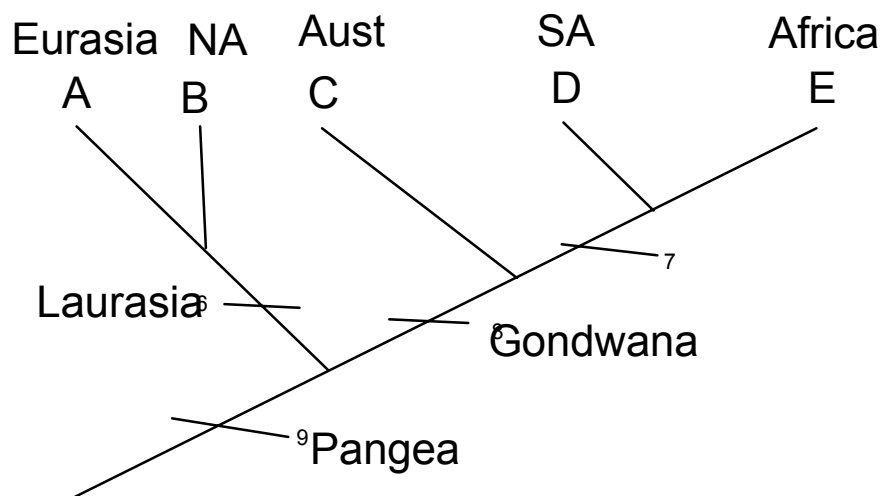 Eurasia NA Aust SA Africa
A B C D E
7
Laurasia 6
8 Gondwana
9 Pangea